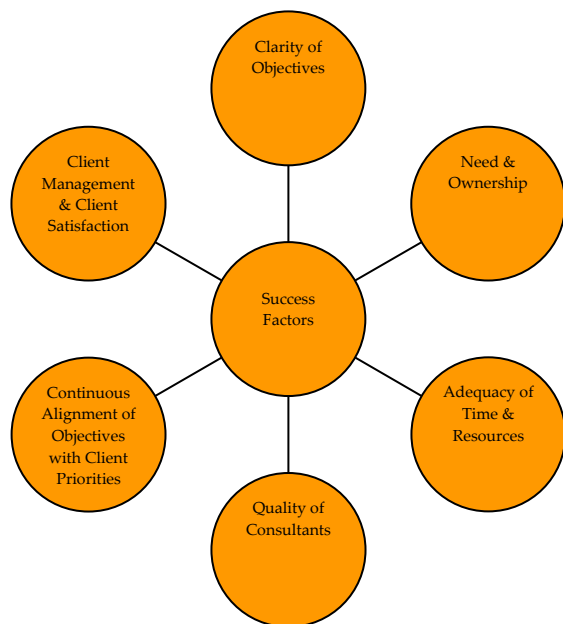 Clarity of
Objectives
Client
Management
& Client
Satisfaction
Need &
Ownership
Success
Factors
Continuous
Alignment of
Objectives
with Client
Priorities
Adequacy of
Time &
Resources
Quality of
Consultants